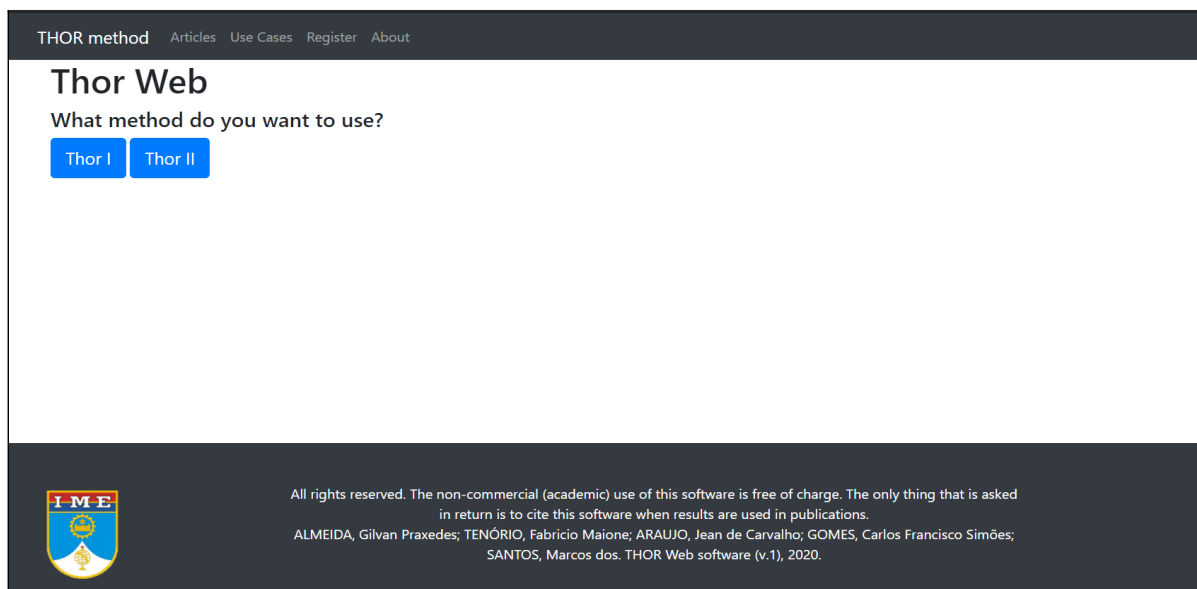 THOR method Articles Use Cases Register About
Thor Web
What method do you want to use?
Thor I Thor II
I M E
All rights reserved. The non-commercial (academic) use of this software is free of charge. The only thing that is asked
in return is to cite this software when results are used in publications.
ALMEIDA, Gilvan Praxedes; TENÓRIO, Fabricio Maione; ARAUJO, Jean de Carvalho; GOMES, Carlos Francisco Simões;
SANTOS, Marcos dos. THOR Web software (v.1), 2020.